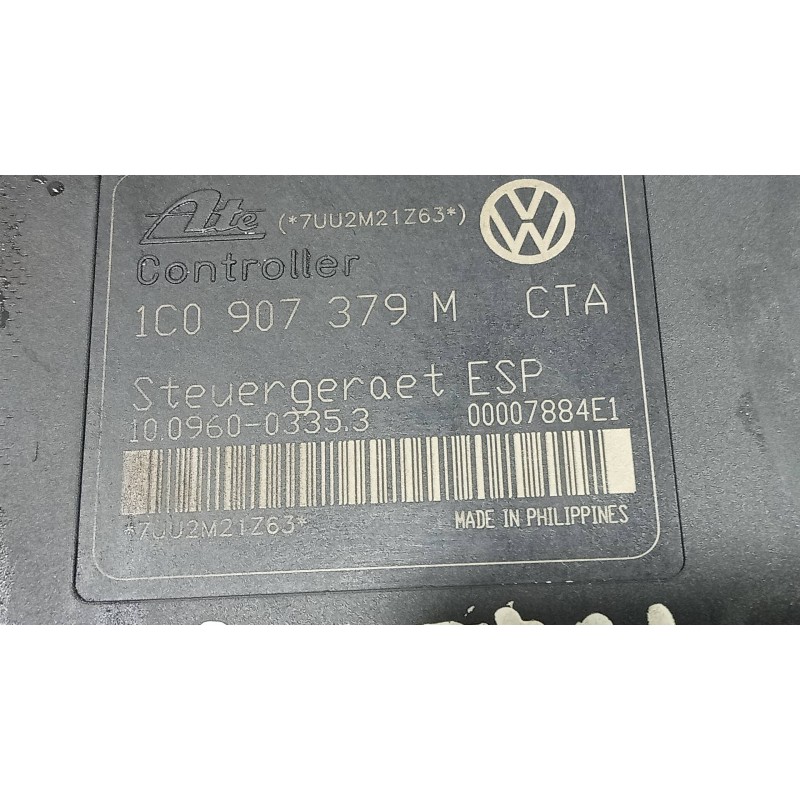 Ate (*7UU2M21Z63*)
Controller
1C0 907 379 M CTA
Steuergeraet ESP
10.0960-0335.3 00007884E1
*7UU2M21Z63* MADE IN PHILIPPINES